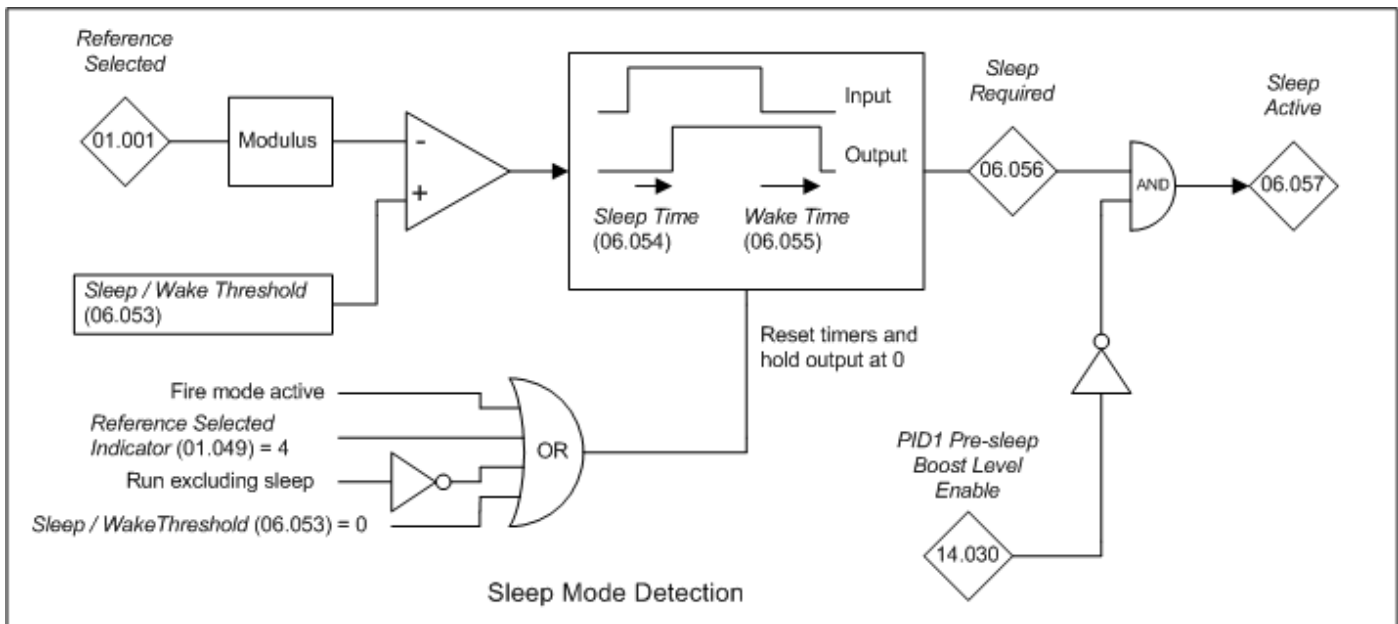 Reference
Selected
01.001
Modulus
-
+
Sleep / Wake Threshold
(06.053)
Input
Output
Sleep Time
(06.054)
Wake Time
(06.055)
Sleep
Required
06.056
AND
Sleep
Active
06.057
Reset timers and
hold output at 0
Fire mode active
Reference Selected
Indicator (01.049) = 4
Run excluding sleep
Sleep / WakeThreshold (06.053) = 0
OR
PID1 Pre-sleep
Boost Level
Enable
14.030
Sleep Mode Detection